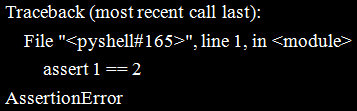 Traceback (most recent call last):
File "<pyshell#165>", line 1, in <module>
assert 1 == 2
AssertionError